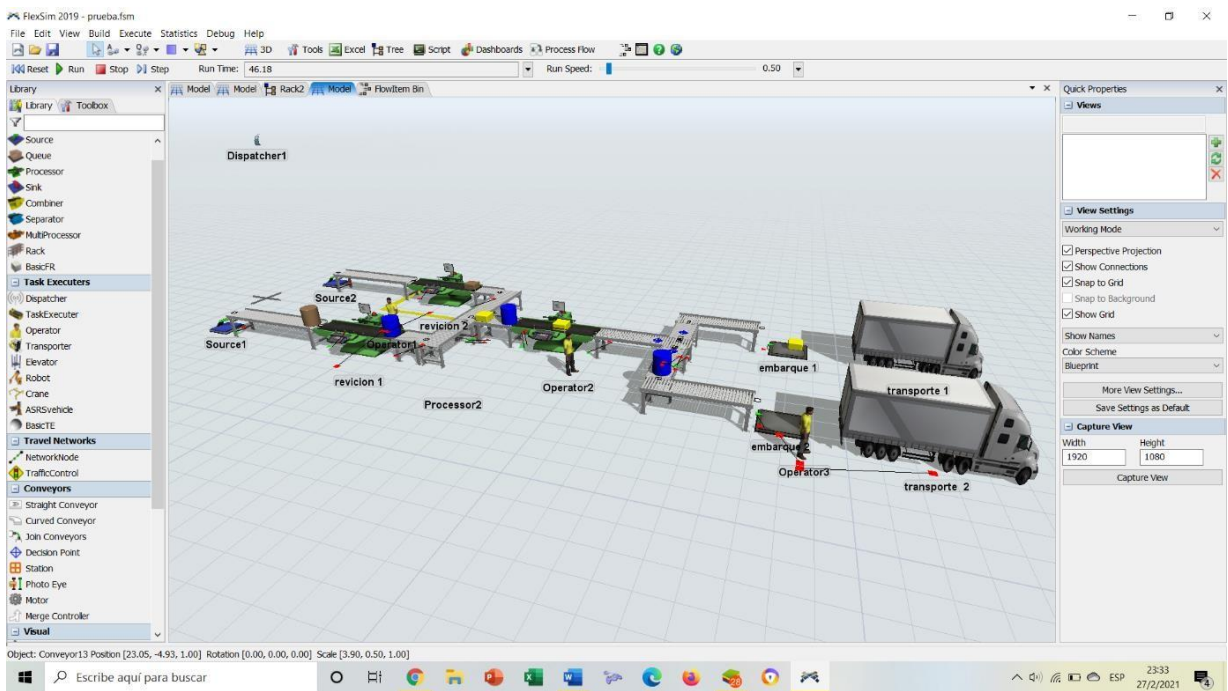 FlexSim 2019 - prueba.fsm
File Edit View Build Execute Statistics Debug Help
3D Tools Excel Tree Script Dashboards Process Flow
Reset Run Stop Step Run Time: 46.18 Run Speed: 0.50
Library
Model Model Rack2 Model FlowItem Bin
Quick Properties
Library Toolbox
Views
Source
Queue
Processor
Sink
Combiner
Separator
MultiProcessor
Rack
BasicFR
Task Executers
Dispatcher
TaskExecuter
Operator
Transporter
Elevator
Robot
Crane
ASRSvehicle
BasicTE
Travel Networks
NetworkNode
TrafficControl
Conveyors
Straight Conveyor
Curved Conveyor
Join Conveyors
Decision Point
Station
Photo Eye
Motor
Merge Controller
Visual
Dispatcher1
Source2
revicion 2
Source1
Operator1
revicion 1
Operator2
Processor2
embarque 1
transporte 1
embarque 2
Operator3
transporte 2
View Settings
Working Mode
Perspective Projection
Show Connections
Snap to Grid
Snap to Background
Show Grid
Show Names
Color Scheme
Blueprint
More View Settings...
Save Settings as Default
Capture View
Width Height
1920 1080
Capture View
Object: Conveyor13 Position [23.05, -4.93, 1.00] Rotation [0.00, 0.00, 0.00] Scale [3.90, 0.50, 1.00]
Escribe aquí para buscar
ESP
23:33
27/2/2021
4